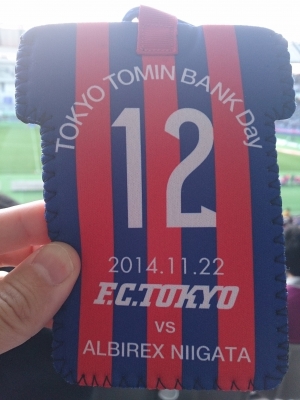 TOKYO TOMIN BANK Day
12
2014.11.22
F.C.TOKYO
VS
ALBIREX NIIGATA